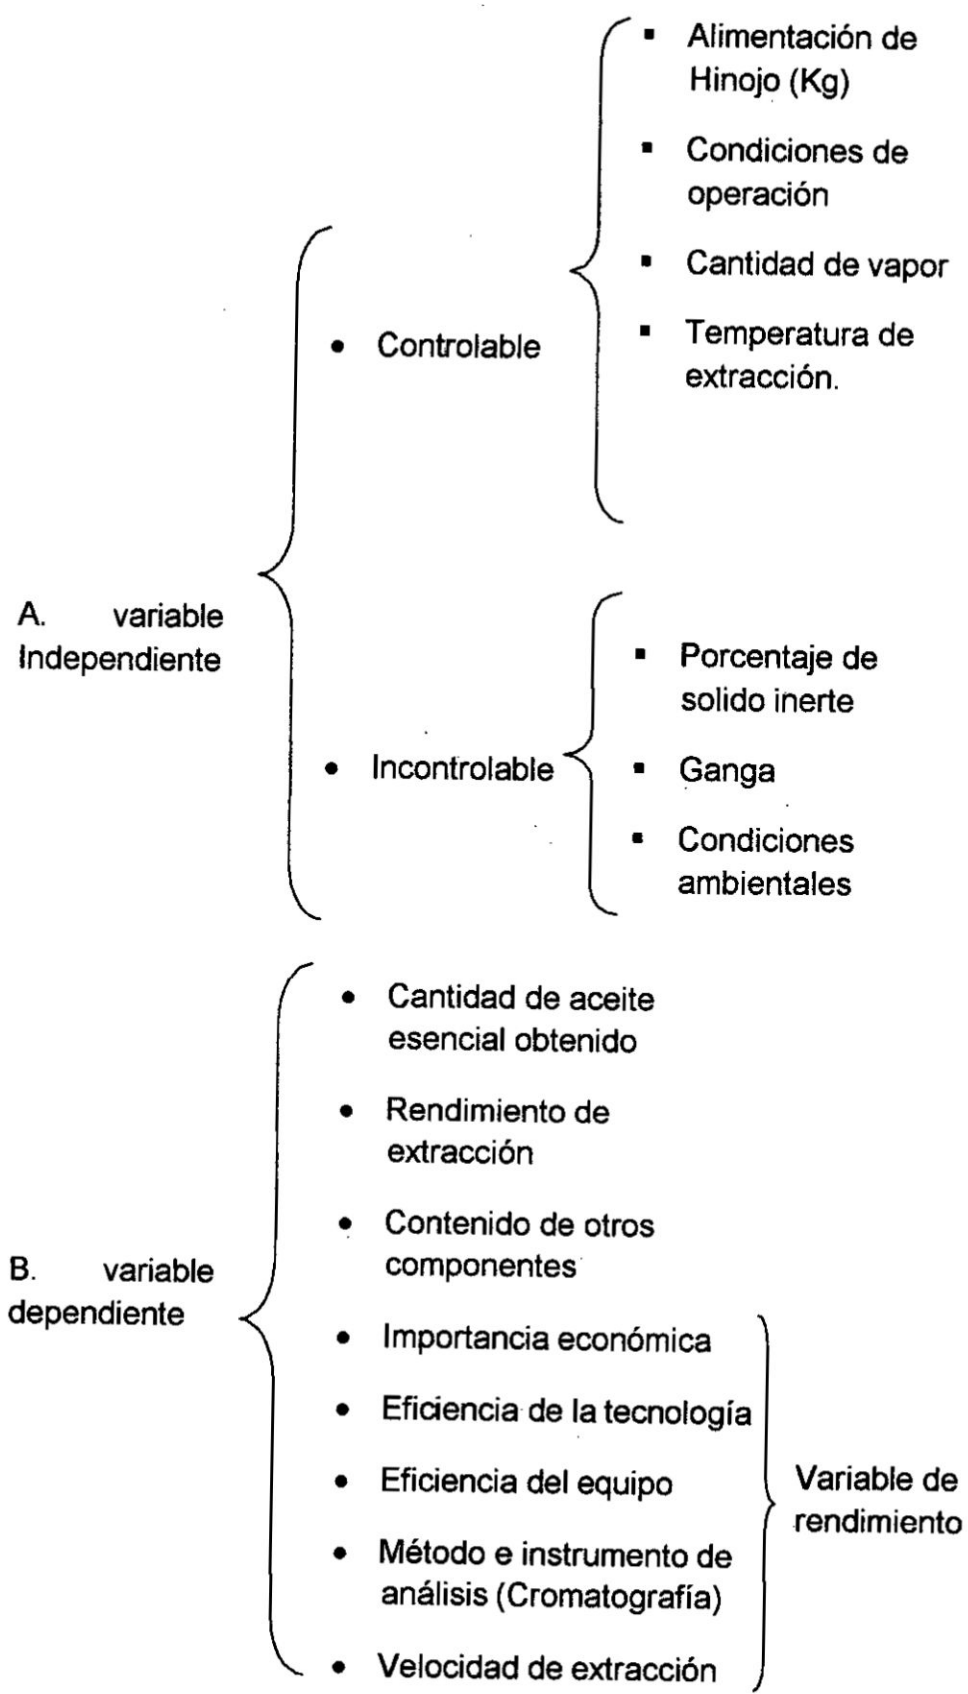 Alimentación de
Hinojo (Kg)
Condiciones de
operación
Cantidad de vapor
Controlable
Temperatura de
extracción.
A. variable
Independiente
Porcentaje de
solido inerte
Incontrolable
Ganga
Condiciones
ambientales
Cantidad de aceite
esencial obtenido
Rendimiento de
extracción
Contenido de otros
componentes
B. variable
dependiente
Importancia económica
Eficiencia de la tecnología
Eficiencia del equipo
Variable de
rendimiento
Método e instrumento de
análisis (Cromatografía)
Velocidad de extracción